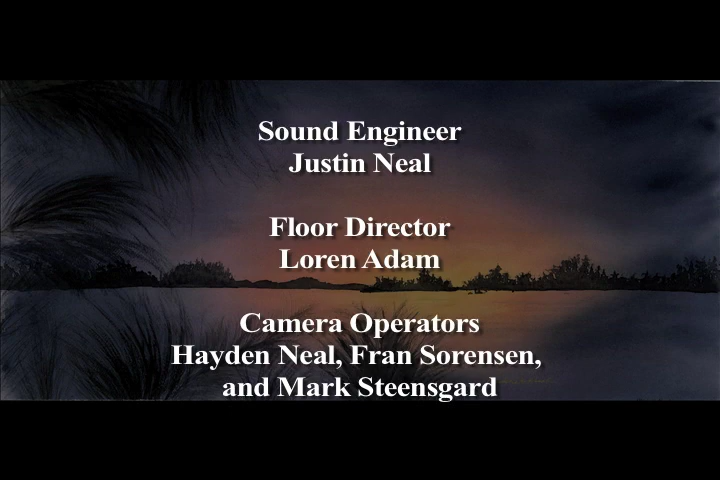 Sound Engineer
Justin Neal
Floor Director
Loren Adam
Camera Operators
Hayden Neal, Fran Sorensen,
and Mark Steensgard